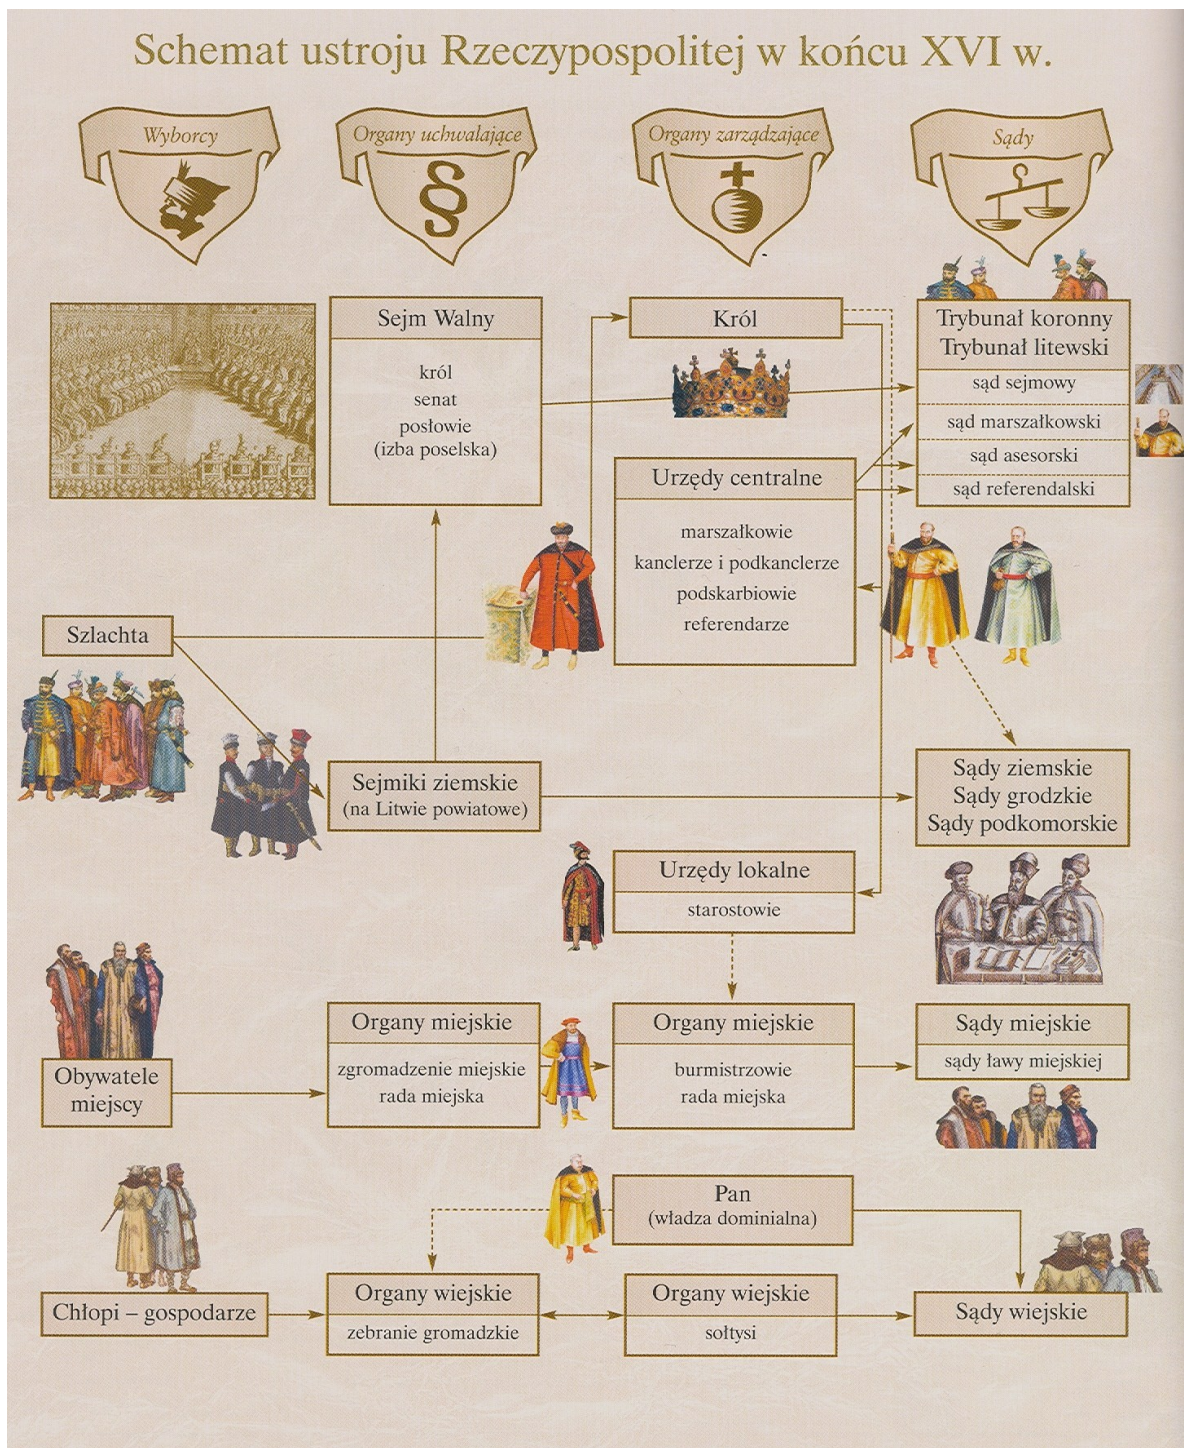 Schemat ustroju Rzeczypospolitej w końcu XVI w.
Wyborcy
Organy uchwalające
Organy zarządzające
Sądy
§
Sejm Walny
król
senat
posłowie
(izba poselska)
Król
Trybunał koronny
Trybunał litewski
sąd sejmowy
sąd marszałkowski
sąd asesorski
sąd referendalski
Urzędy centralne
marszałkowie
kanclerze i podkanclerze
podskarbiowie
referendarze
Szlachta
Sejmiki ziemskie
(na Litwie powiatowe)
Sądy ziemskie
Sądy grodzkie
Sądy podkomorskie
Urzędy lokalne
starostowie
Obywatele
miejscy
Organy miejskie
zgromadzenie miejskie
rada miejska
Organy miejskie
burmistrzowie
rada miejska
Sądy miejskie
sądy ławy miejskiej
Pan
(władza dominialna)
Chłopi – gospodarze
Organy wiejskie
zebranie gromadzkie
Organy wiejskie
sołtysi
Sądy wiejskie